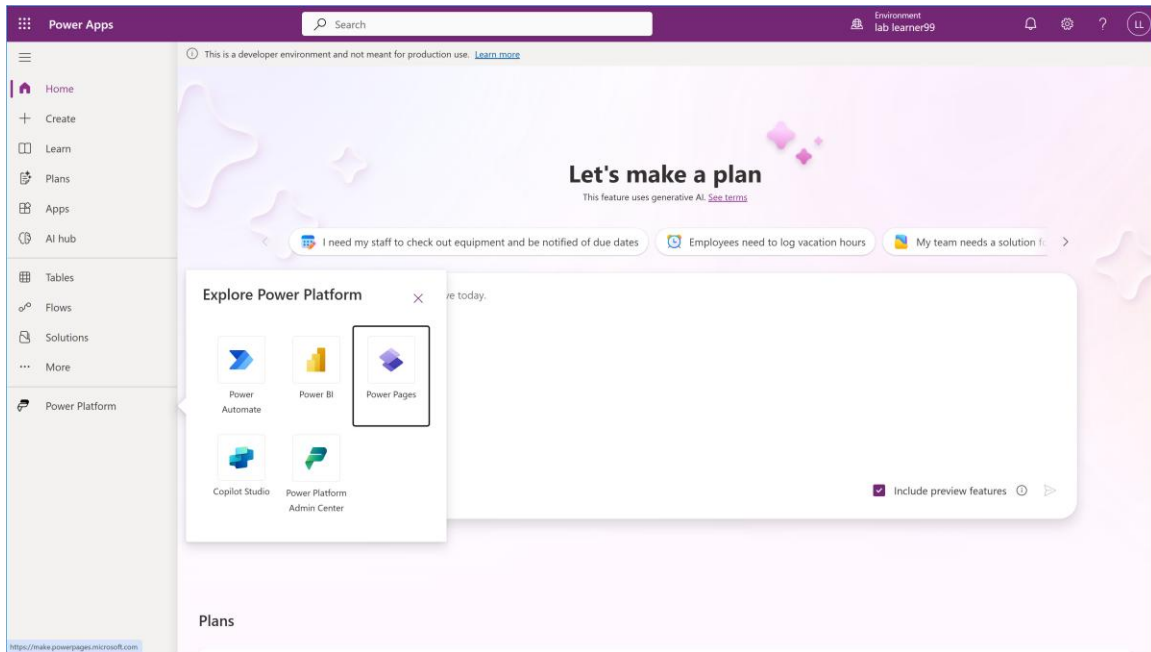 Power Apps
Search
Environment
lab learner99
?
LL
This is a developer environment and not meant for production use. Learn more
Home
Create
Learn
Plans
Apps
AI hub
Tables
Flows
Solutions
More
Power Platform
Let's make a plan
This feature uses generative AI. See terms
I need my staff to check out equipment and be notified of due dates
Employees need to log vacation hours
My team needs a solution
Explore Power Platform
ve today.
Power
Automate
Power BI
Power Pages
Copilot Studio
Power Platform
Admin Center
Include preview features
Plans
https://make.powerpages.microsoft.com